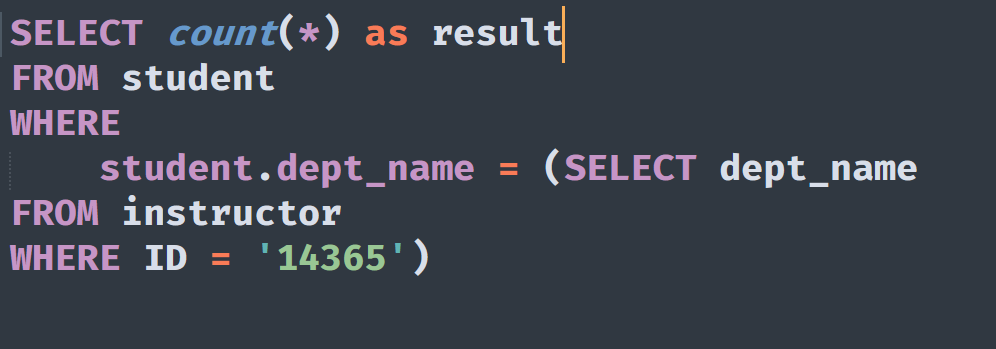 SELECT count(*) as result
FROM student
WHERE
    student.dept_name = (SELECT dept_name
FROM instructor
WHERE ID = '14365')